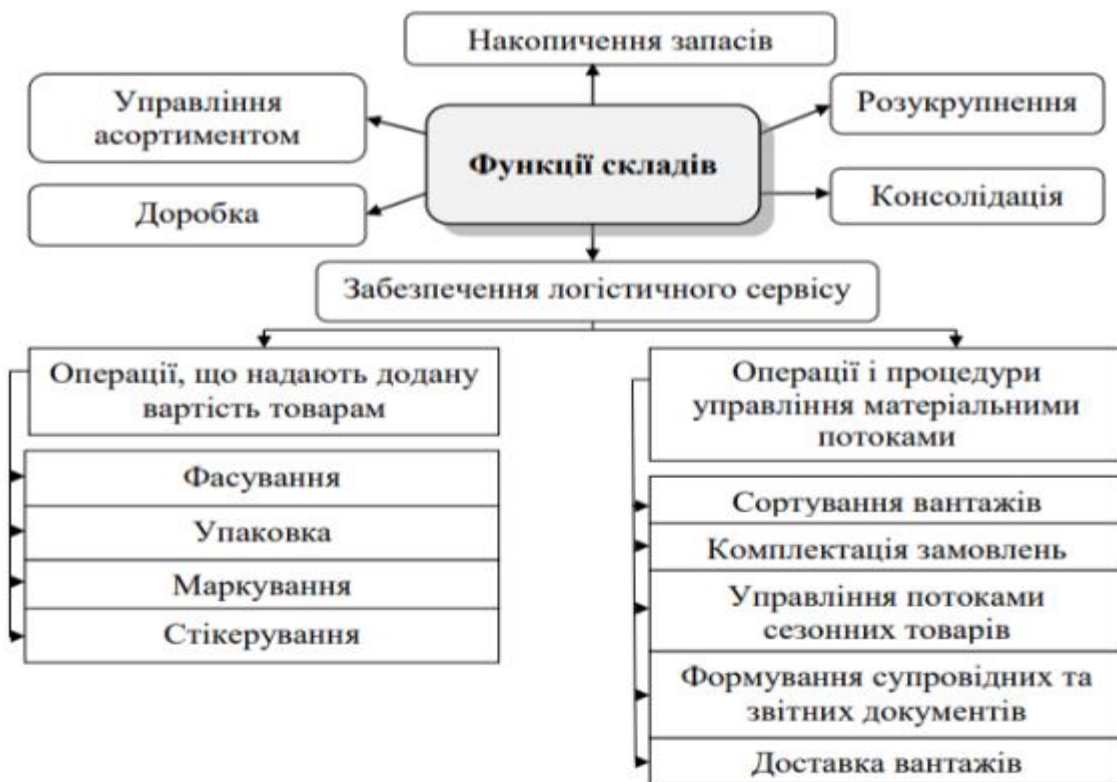 Накопичення запасів
Управління
асортиментом
Розукрупнення
Функції складів
Доробка
Консолідація
Забезпечення логістичного сервісу
Операції, що надають додану
вартість товарам
Фасування
Упаковка
Маркування
Стікерування
Операції і процедури
управління матеріальними
потоками
Сортування вантажів
Комплектація замовлень
Управління потоками
сезонних товарів
Формування супровідних та
звітних документів
Доставка вантажів